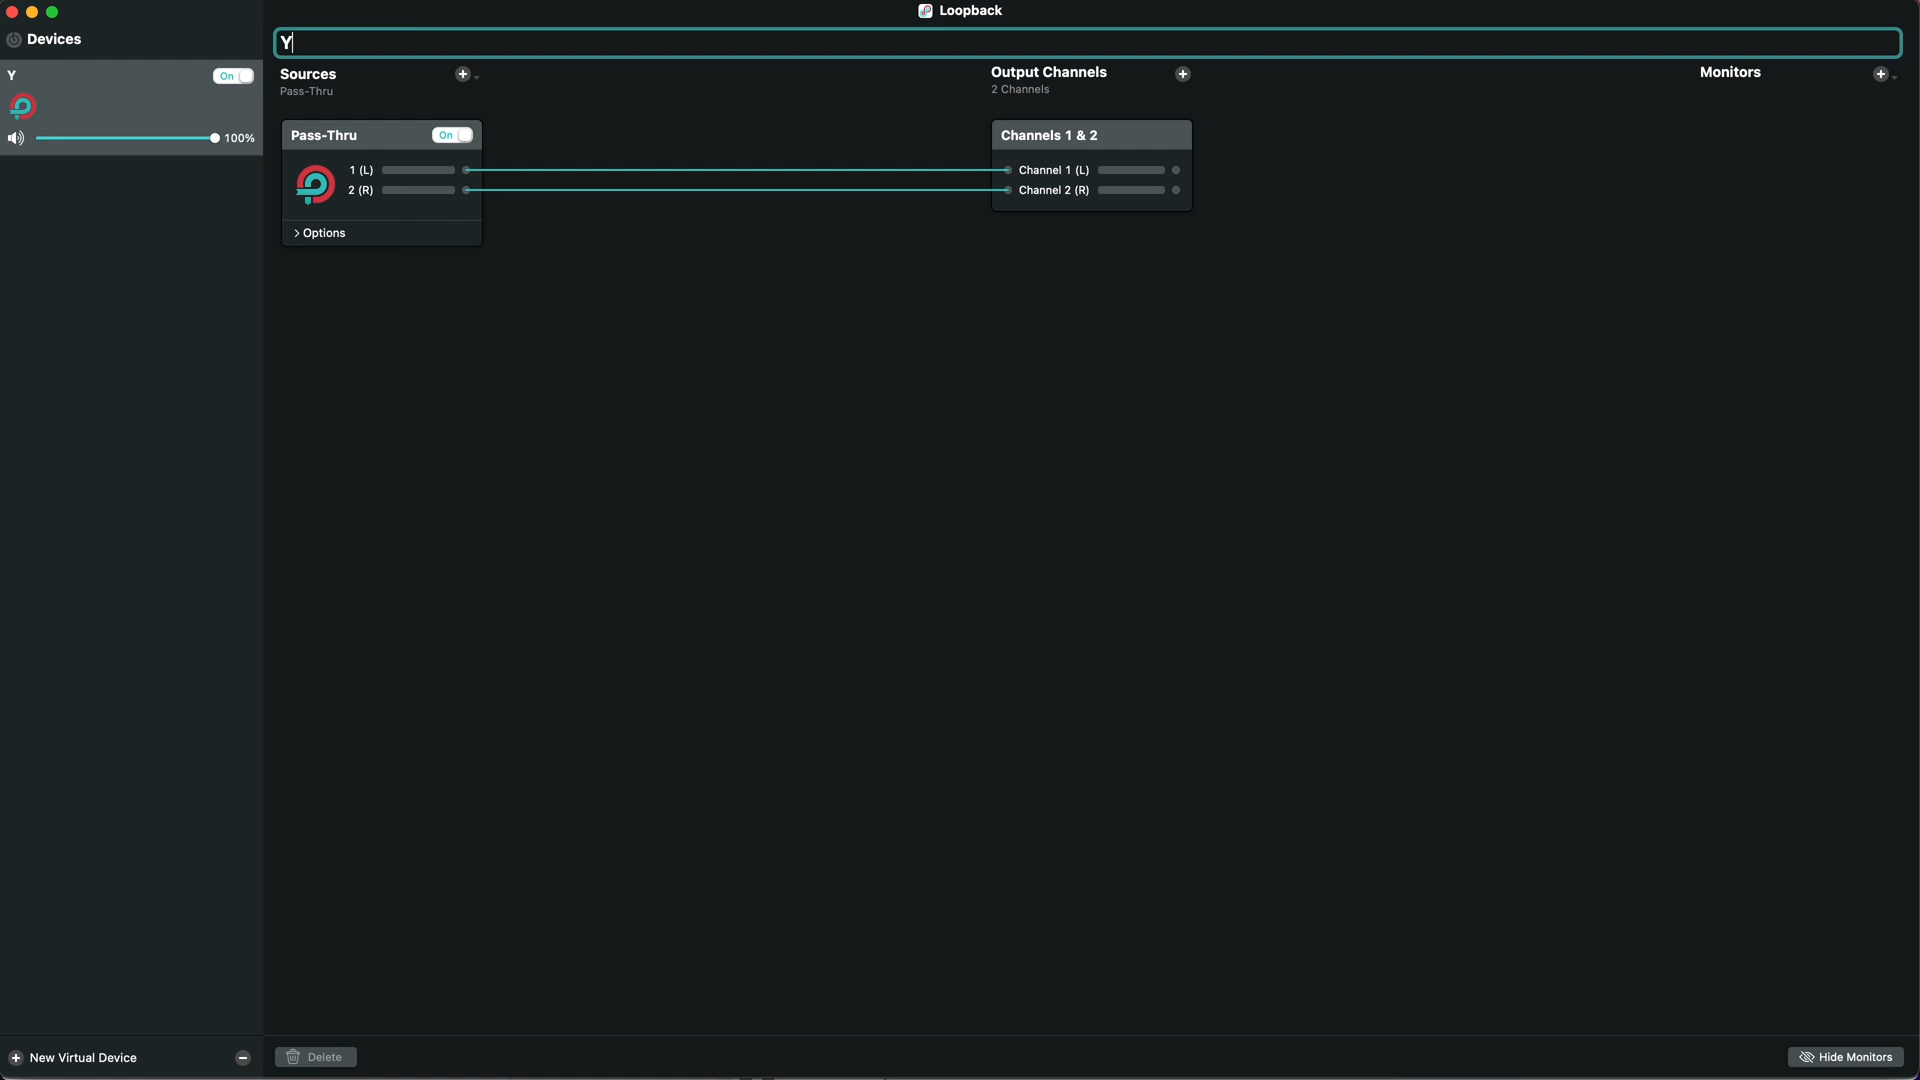 Loopback
Devices
Y
Y
On
100%
Sources
Pass-Thru
Output Channels
2 Channels
Monitors
Pass-Thru
On
1 (L)
2 (R)
Options
Channels 1 & 2
Channel 1 (L)
Channel 2 (R)
New Virtual Device
Delete
Hide Monitors